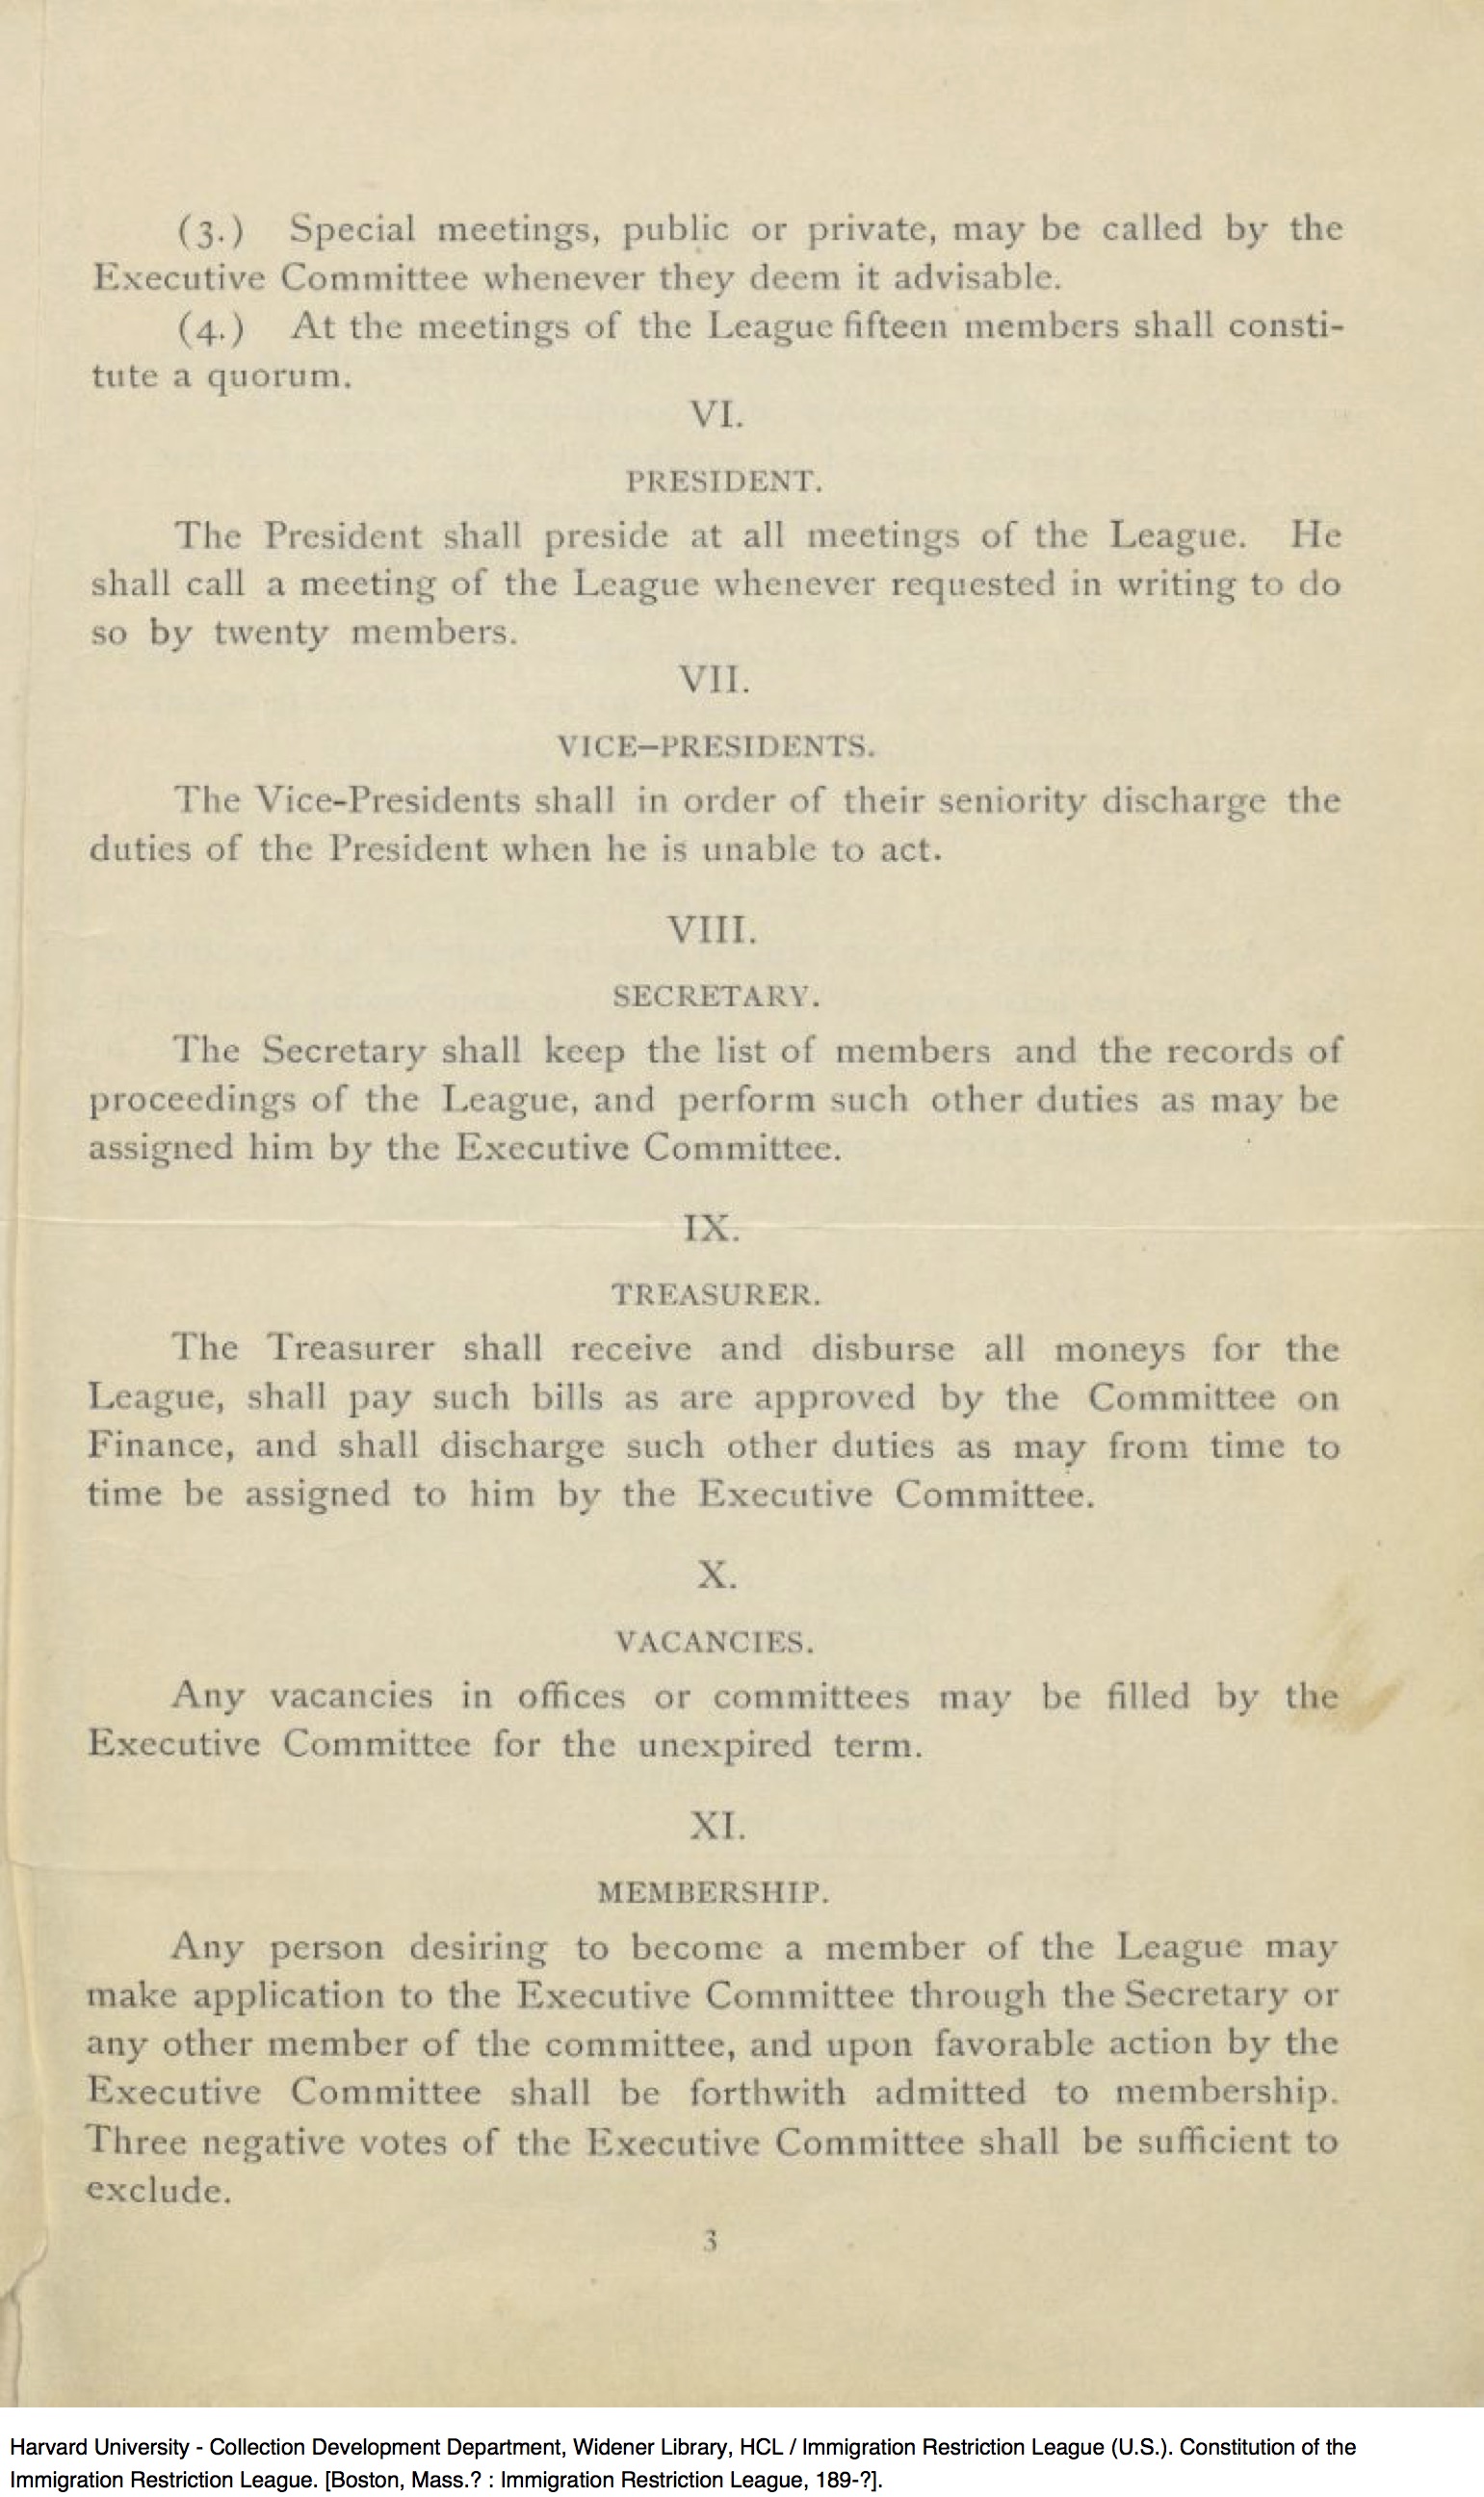 (3.) Special meetings, public or private, may be called by the
Executive Committee whenever they deem it advisable.
(4.) At the meetings of the League fifteen members shall consti-
tute a quorum.
VI.
PRESIDENT.
The President shall preside at all meetings of the League. He
shall call a meeting of the League whenever requested in writing to do
so by twenty members.
VII.
VICE–PRESIDENTS.
The Vice-Presidents shall in order of their seniority discharge the
duties of the President when he is unable to act.
VIII.
SECRETARY.
The Secretary shall keep the list of members and the records of
proceedings of the League, and perform such other duties as may be
assigned him by the Executive Committee.
IX.
TREASURER.
The Treasurer shall receive and disburse all moneys for the
League, shall pay such bills as are approved by the Committee on
Finance, and shall discharge such other duties as may from time to
time be assigned to him by the Executive Committee.
X.
VACANCIES.
Any vacancies in offices or committees may be filled by the
Executive Committee for the unexpired term.
XI.
MEMBERSHIP.
Any person desiring to become a member of the League may
make application to the Executive Committee through the Secretary or
any other member of the committee, and upon favorable action by the
Executive Committee shall be forthwith admitted to membership.
Three negative votes of the Executive Committee shall be sufficient to
exclude.
3
Harvard University - Collection Development Department, Widener Library, HCL / Immigration Restriction League (U.S.). Constitution of the
Immigration Restriction League. [Boston, Mass.? : Immigration Restriction League, 189-?].